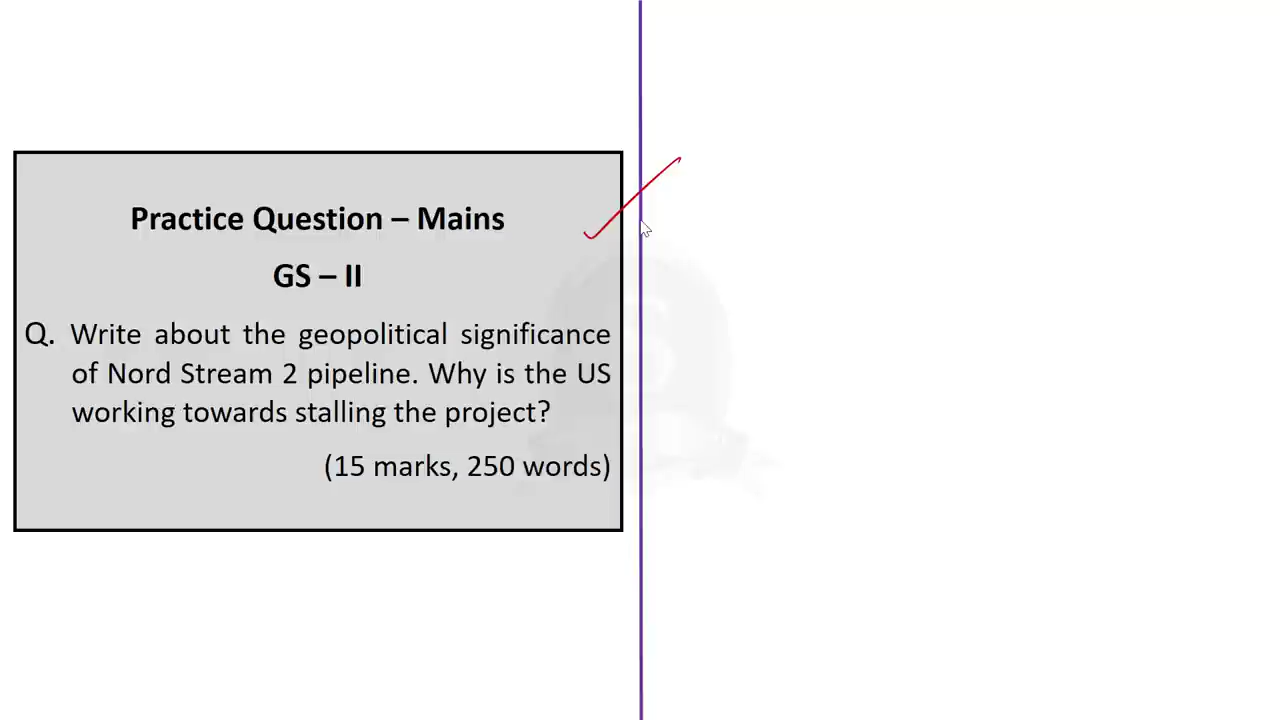 Practice Question – Mains
GS – II
Q. Write about the geopolitical significance
of Nord Stream 2 pipeline. Why is the US
working towards stalling the project?
(15 marks, 250 words)